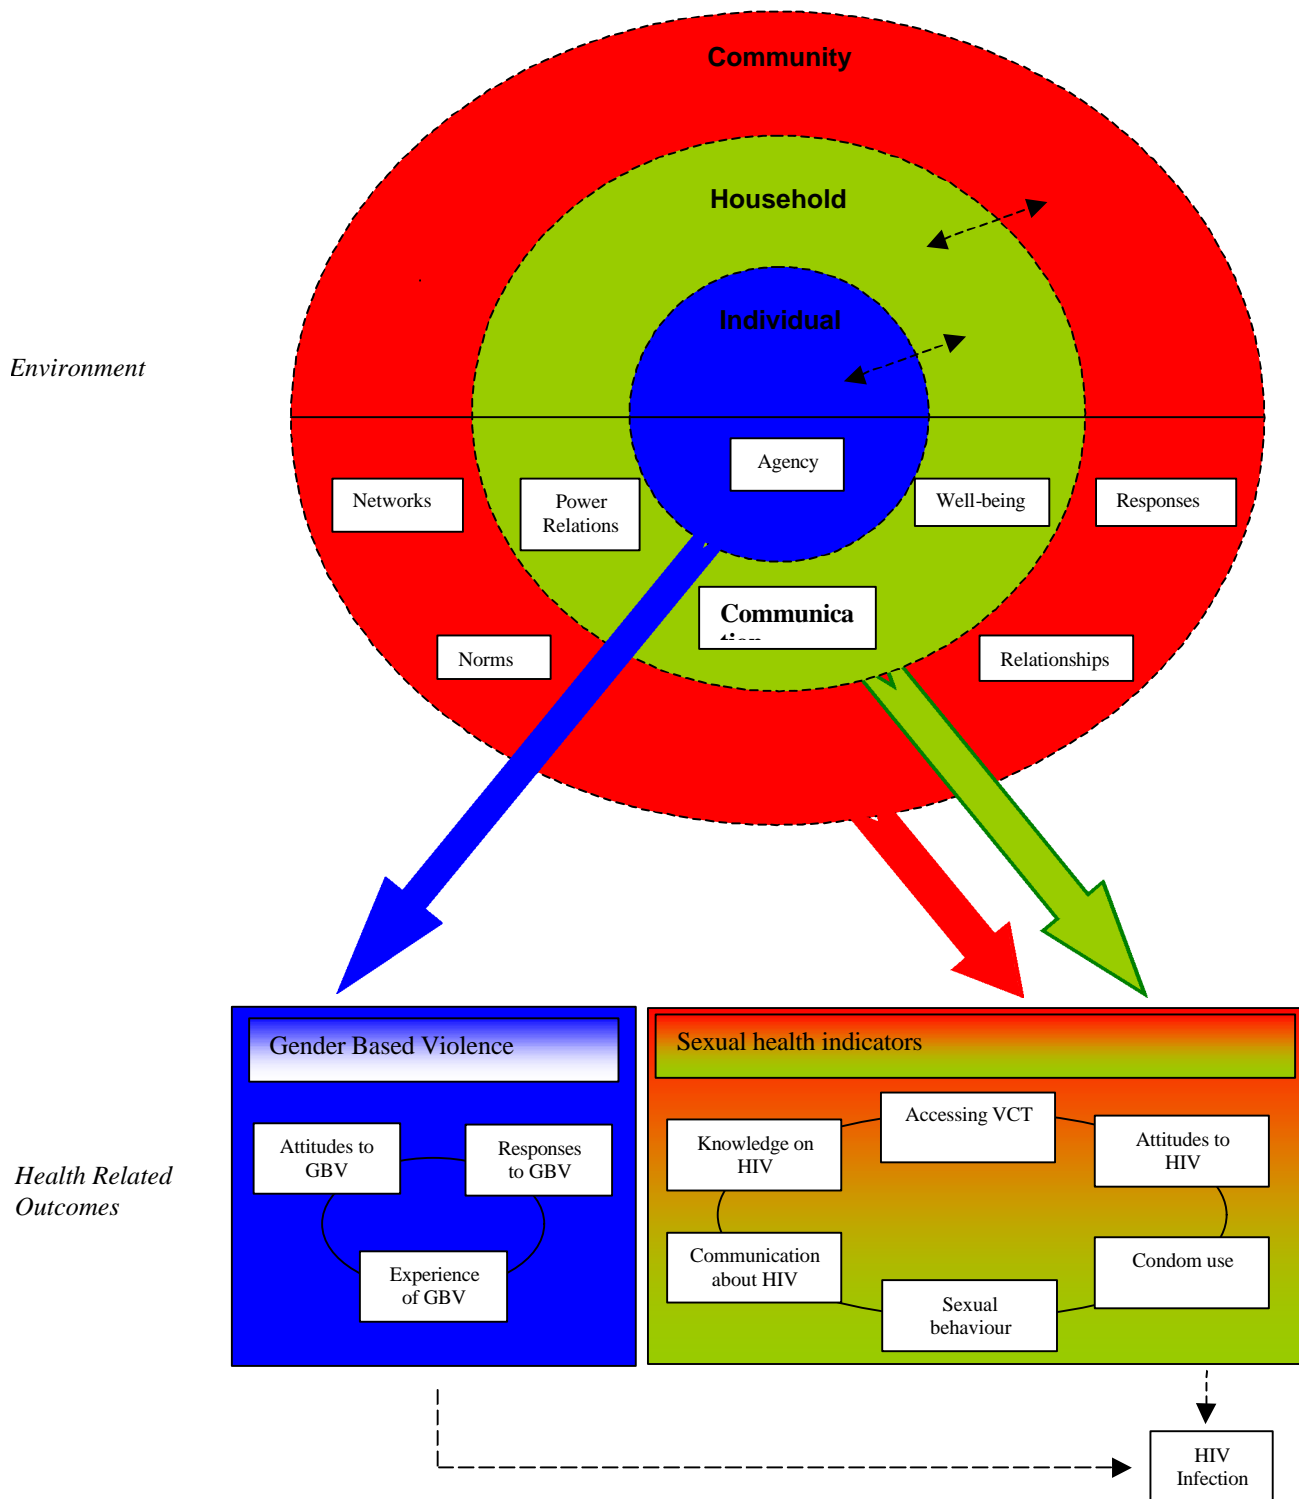 Community
Household
Individual
Environment
Agency
Networks
Power
Relations
Well-being
Responses
Communica
tion
Norms
Relationships
Gender Based Violence
Sexual health indicators
Attitudes to
GBV
Responses
to GBV
Experience
of GBV
Accessing VCT
Knowledge on
HIV
Attitudes to
HIV
Health Related
Outcomes
Communication
about HIV
Condom use
Sexual
behaviour
HIV
Infection